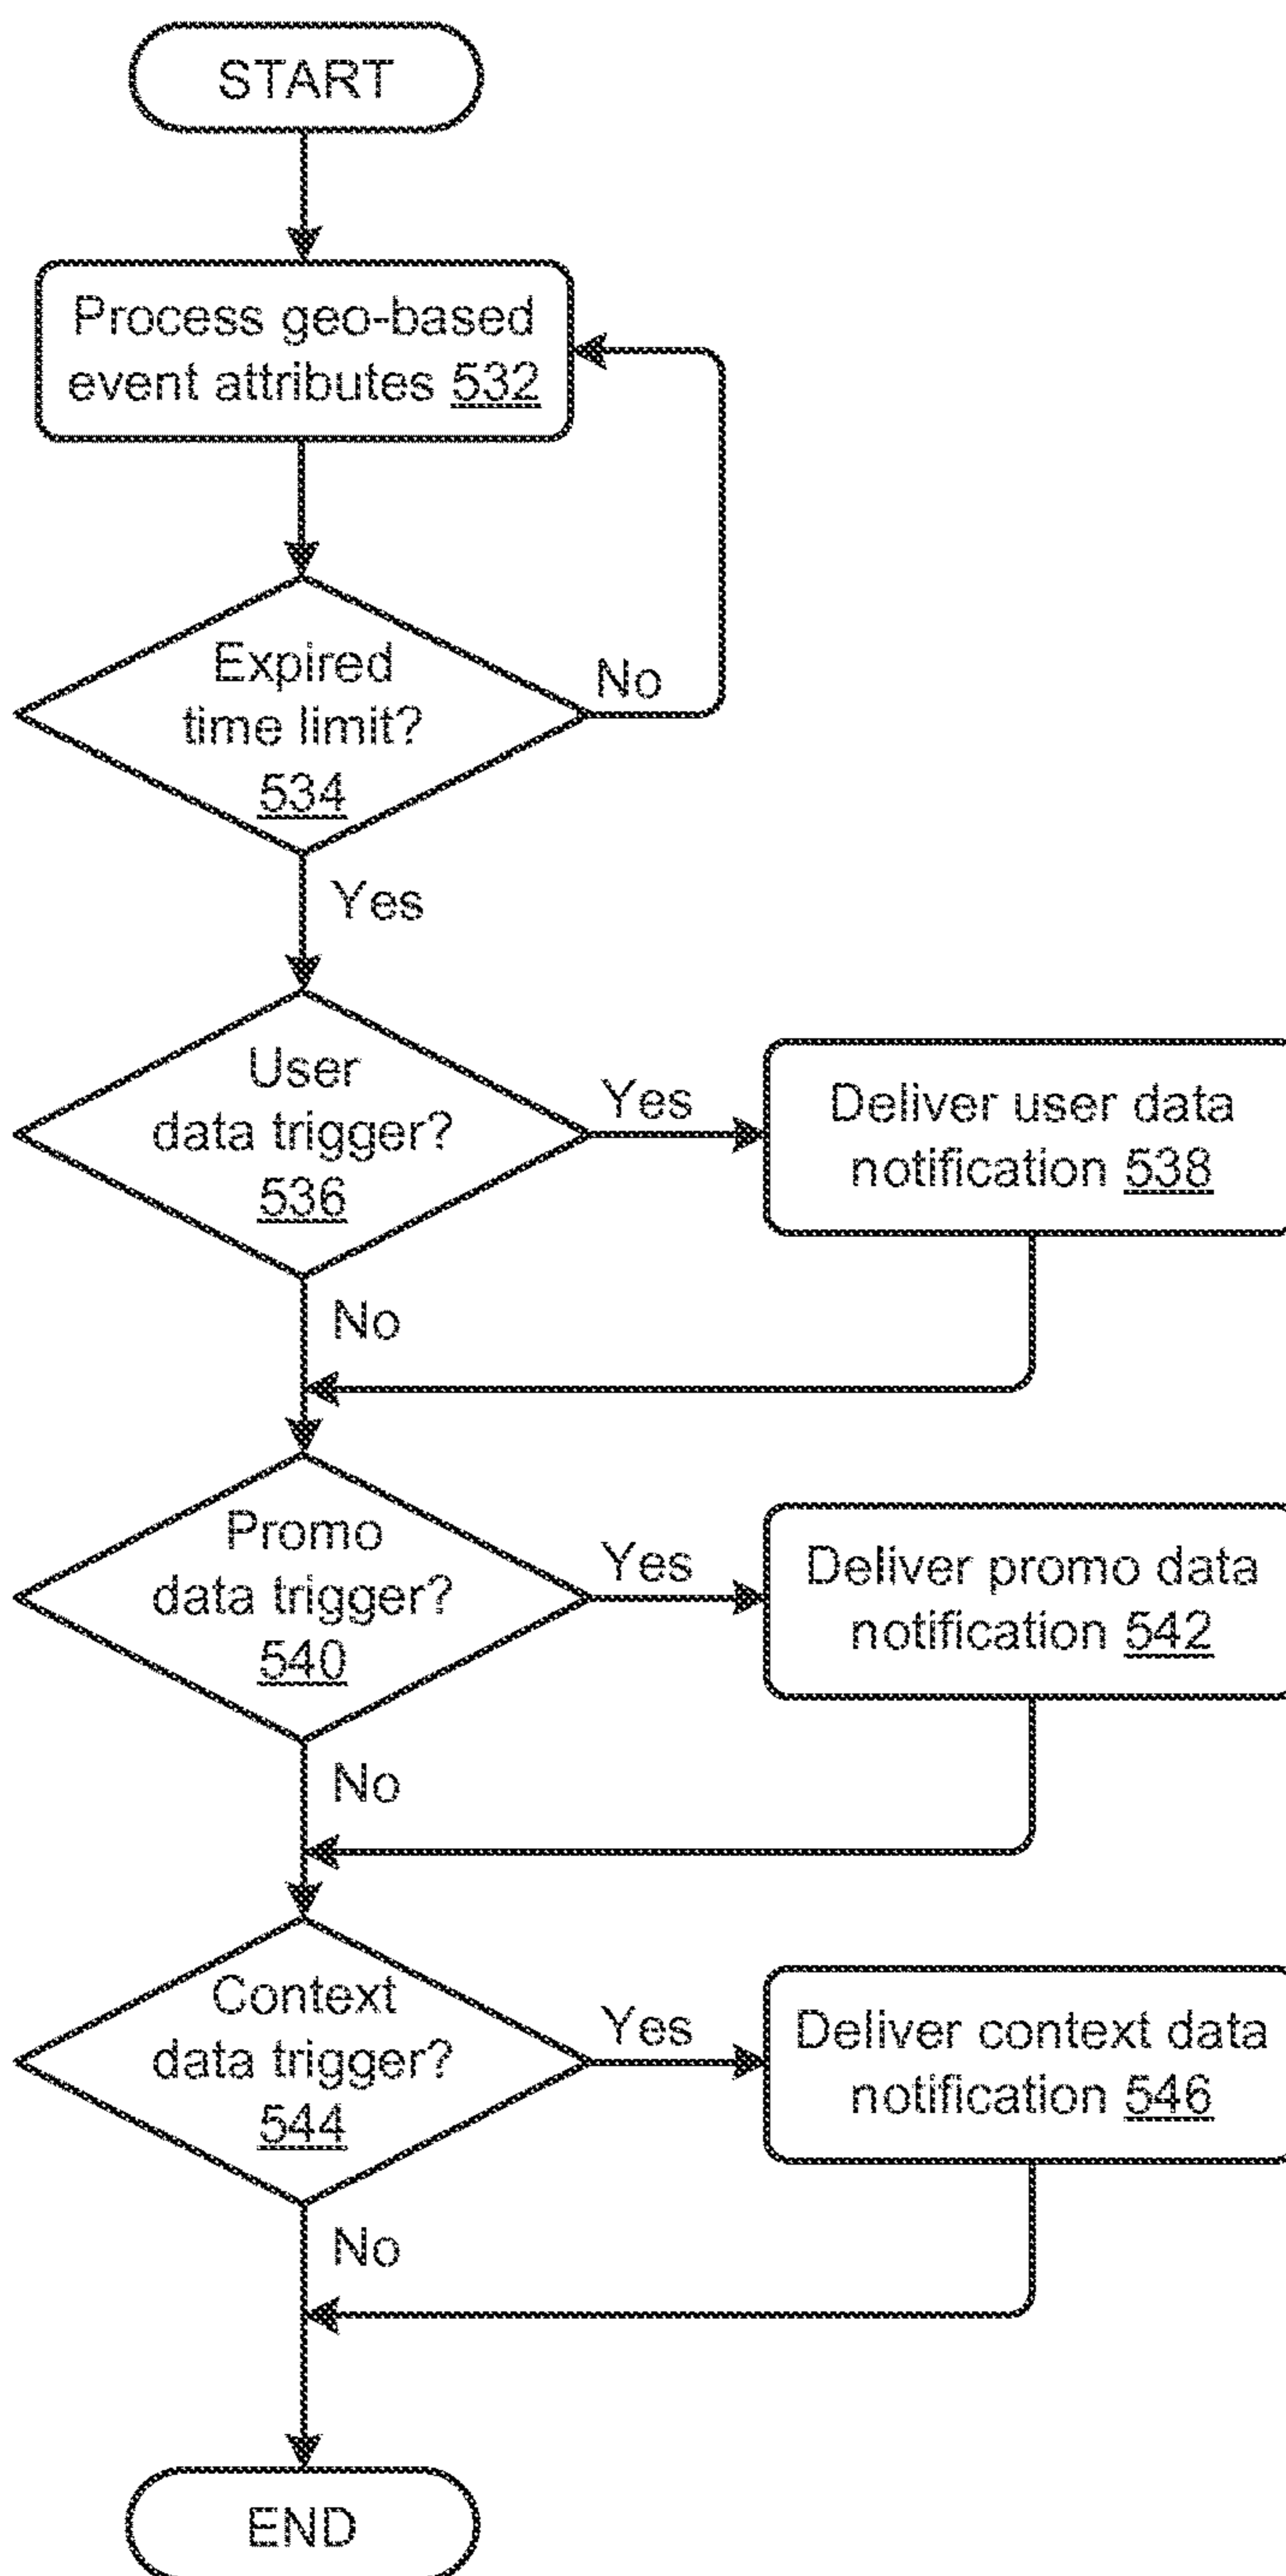 START
Process geo-based
event attributes 532
Expired
time limit?
534
No
Yes
User
data trigger?
536
Yes
Deliver user data
notification 538
No
Promo
data trigger?
540
Yes
Deliver promo data
notification 542
No
Context
data trigger?
544
Yes
Deliver context data
notification 546
No
END